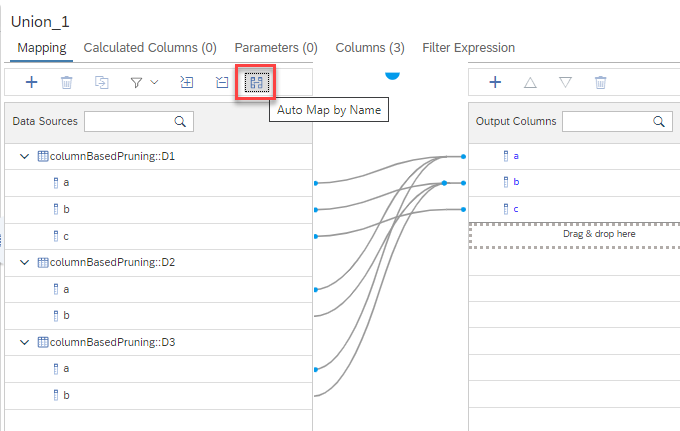 Union_1
Mapping Calculated Columns (0) Parameters (0) Columns (3) Filter Expression
Auto Map by Name
Data Sources
Output Columns
columnBasedPruning::D1
a
a
b
b
c
c
Drag & drop here
columnBasedPruning::D2
a
b
columnBasedPruning::D3
a
b